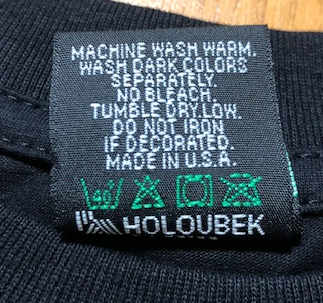 MACHINE WASH WARM.
WASH DARK COLORS
SEPARATELY.
NO BLEACH.
TUMBLE DRY.LOW.
DO NOT IRON
IF DECORATED.
MADE IN U.S.A.
40
HOLOUBEK